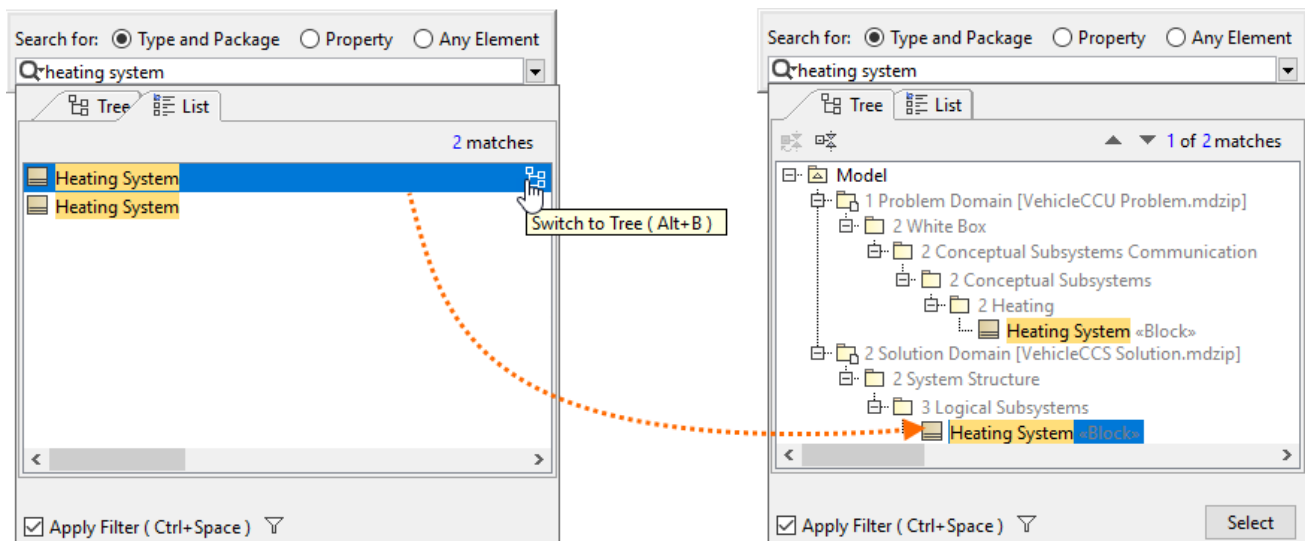 Search for: Type and Package Property Any Element
heating system
Tree List
2 matches
Heating System
Heating System
Switch to Tree ( Alt+B )
Apply Filter ( Ctrl+Space )
Search for: Type and Package Property Any Element
heating system
Tree List
1 of 2 matches
Model
1 Problem Domain [VehicleCCU Problem.mdzip]
2 White Box
2 Conceptual Subsystems Communication
2 Conceptual Subsystems
2 Heating
Heating System «Block»
2 Solution Domain [VehicleCCS Solution.mdzip]
2 System Structure
3 Logical Subsystems
Heating System «Block»
Apply Filter ( Ctrl+Space )
Select